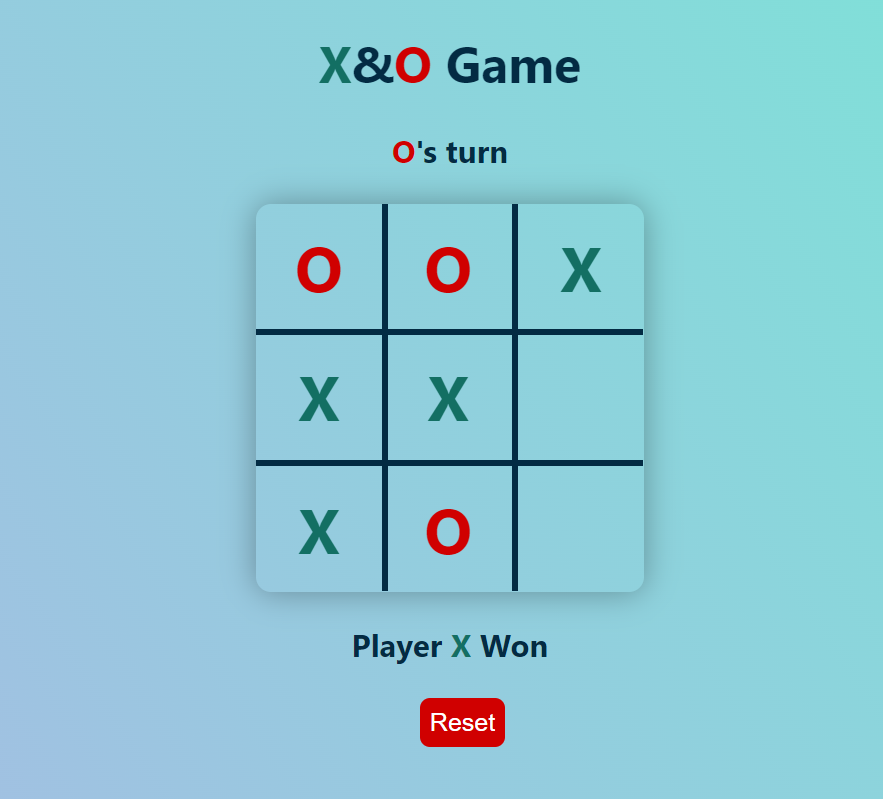 X&O Game
O's turn
O O X
X X
X O
Player X Won
Reset